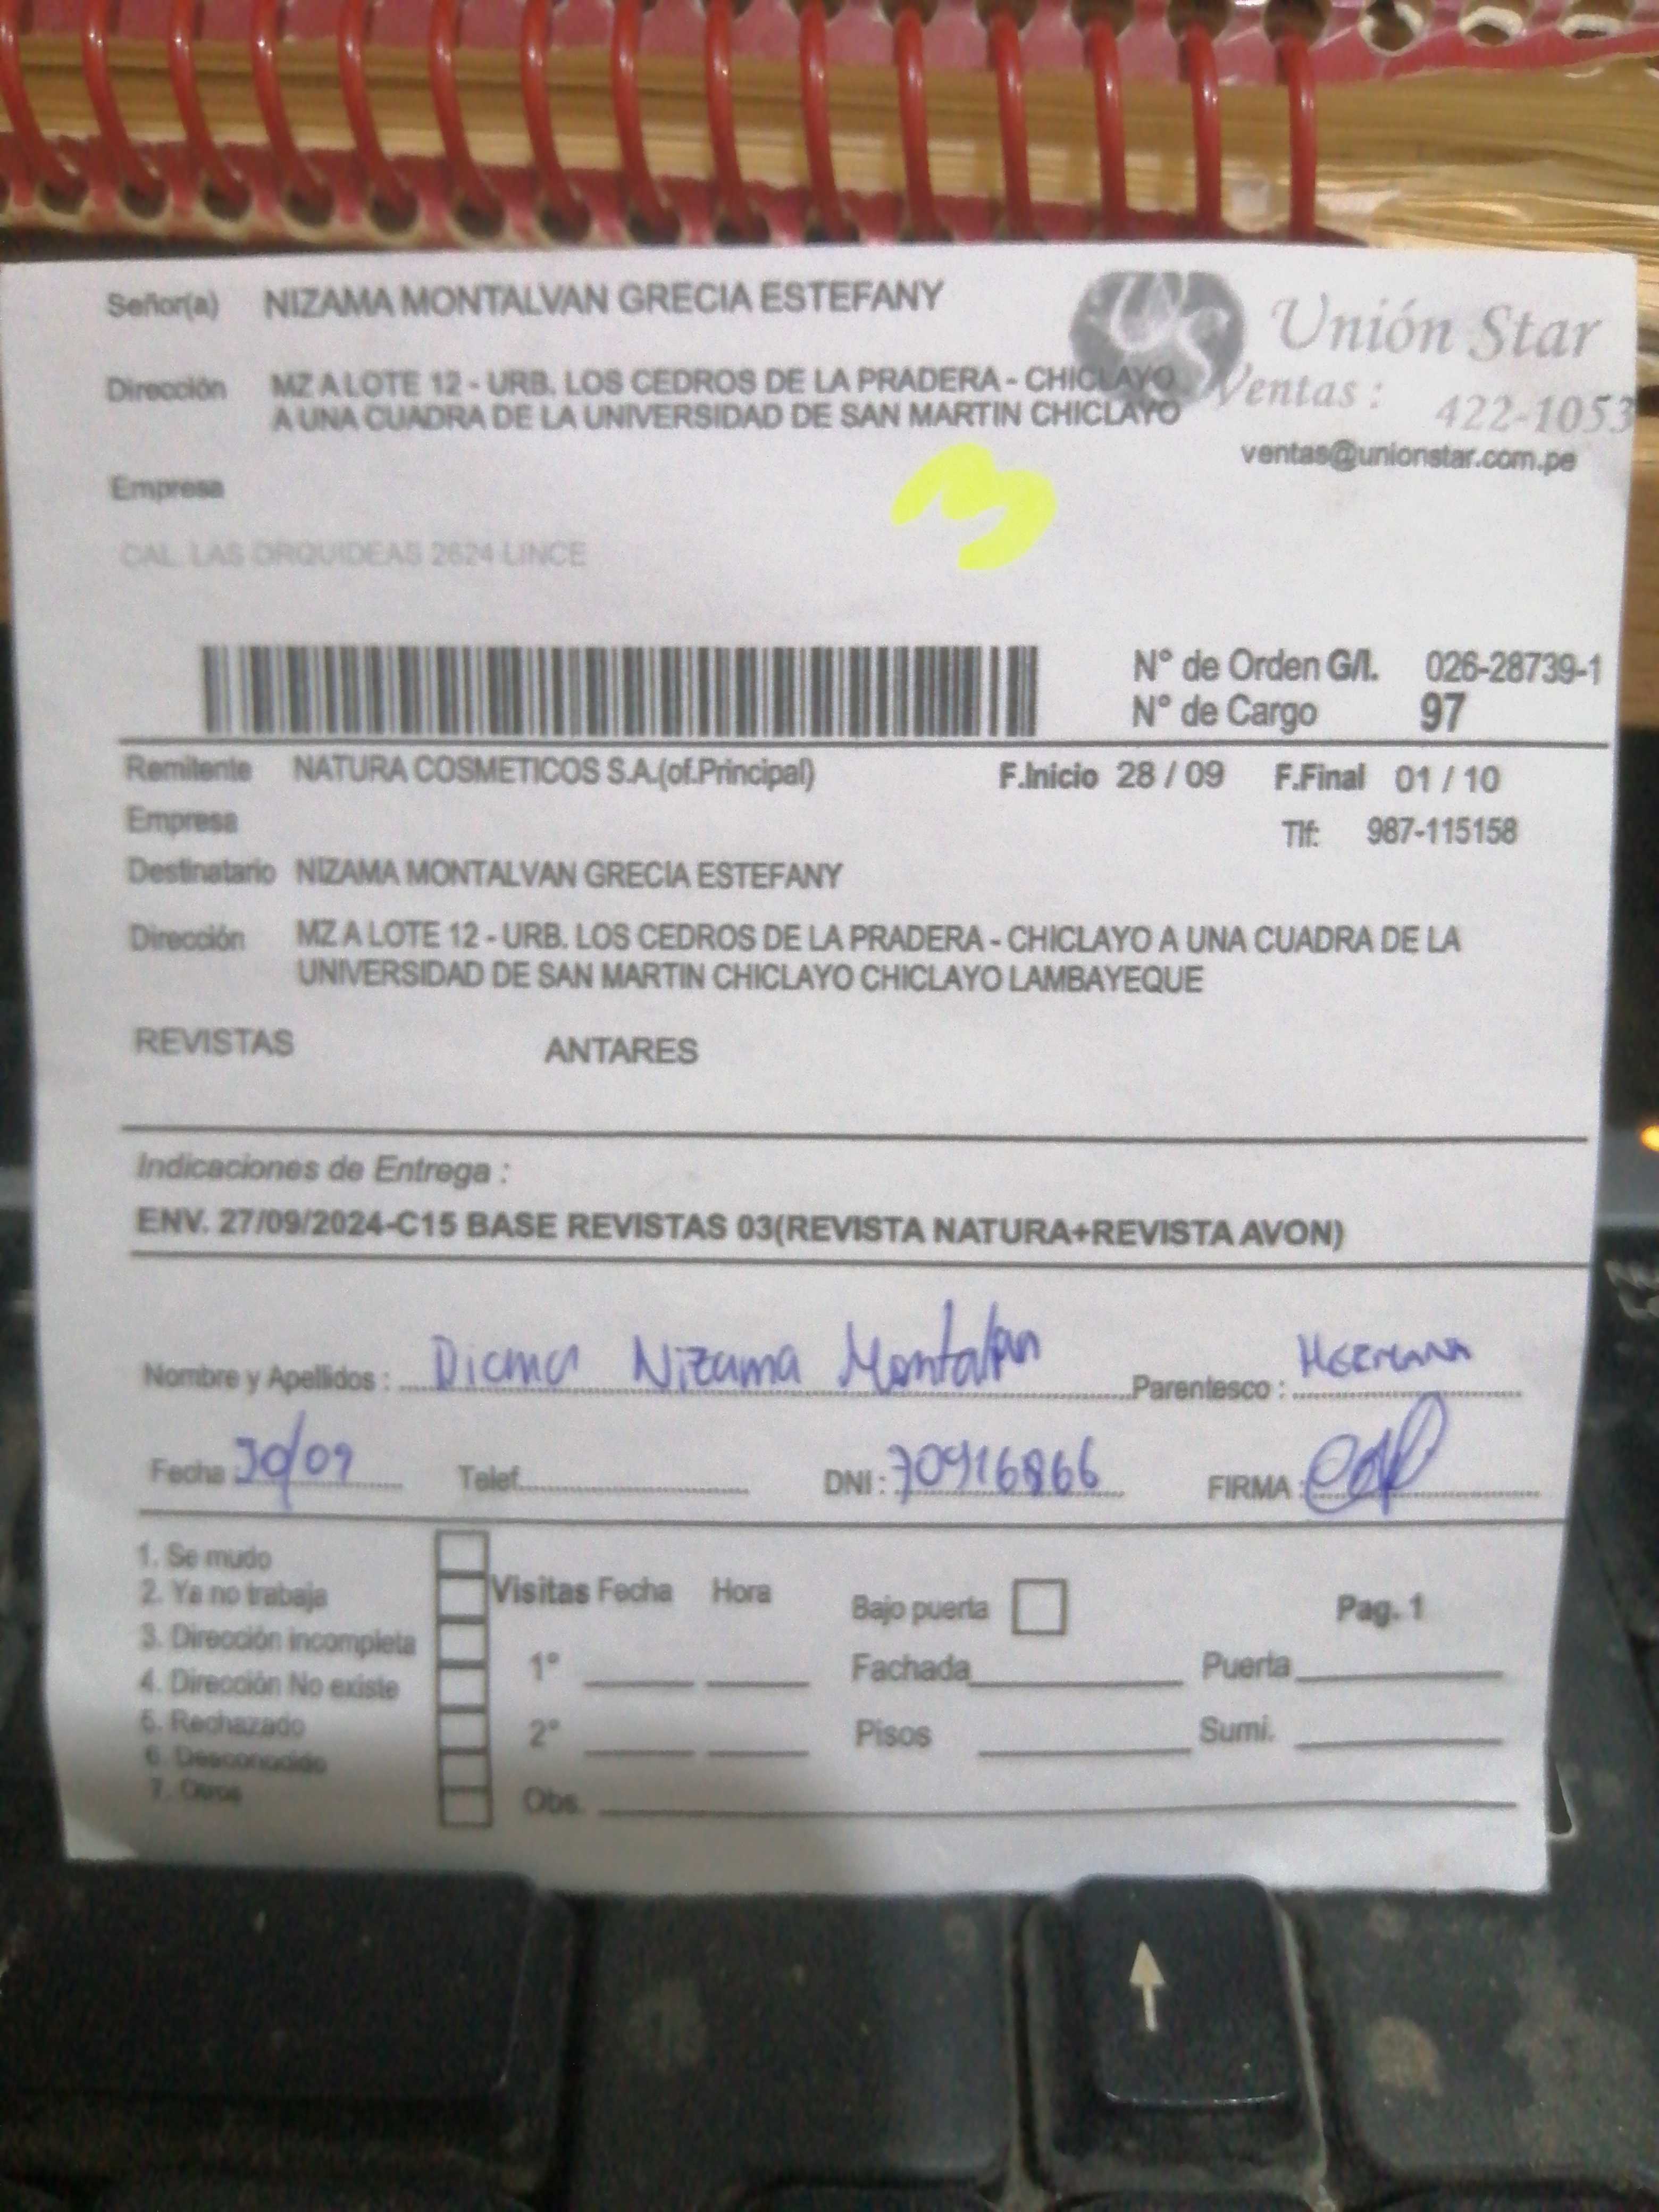 Señor(a) NIZAMA MONTALVAN GRECIA ESTEFANY
Unión Star
Dirección MZ A LOTE 12 - URB. LOS CEDROS DE LA PRADERA - CHICLAYO
A UNA CUADRA DE LA UNIVERSIDAD DE SAN MARTIN CHICLAYO
Ventas : 422-1053
ventas@unionstar.com.pe
Empresa
CAL. LAS ORQUIDEAS 2624 LINCE
N° de Orden G/I. 026-28739-1
N° de Cargo 97
Remitente NATURA COSMETICOS S.A.(of.Principal) F.Inicio 28 / 09 F.Final 01 / 10
Empresa Tlf: 987-115158
Destinatario NIZAMA MONTALVAN GRECIA ESTEFANY
Dirección MZ A LOTE 12 - URB. LOS CEDROS DE LA PRADERA - CHICLAYO A UNA CUADRA DE LA
UNIVERSIDAD DE SAN MARTIN CHICLAYO CHICLAYO LAMBAYEQUE
REVISTAS ANTARES
Indicaciones de Entrega :
ENV. 27/09/2024-C15 BASE REVISTAS 03(REVISTA NATURA+REVISTA AVON)
Nombre y Apellidos : Nizama Parentesco : HERMANA
Fecha 30/09 Telef. DNI : 70916866 FIRMA :
1. Se mudo
2. Ya no trabaja
3. Dirección incompleta
4. Dirección No existe
5. Rechazado
6. Desconocido
7. Otros
Visitas Fecha Hora
1°
2°
Obs.
Bajo puerta Pag. 1
Fachada Puerta
Pisos Sumi.